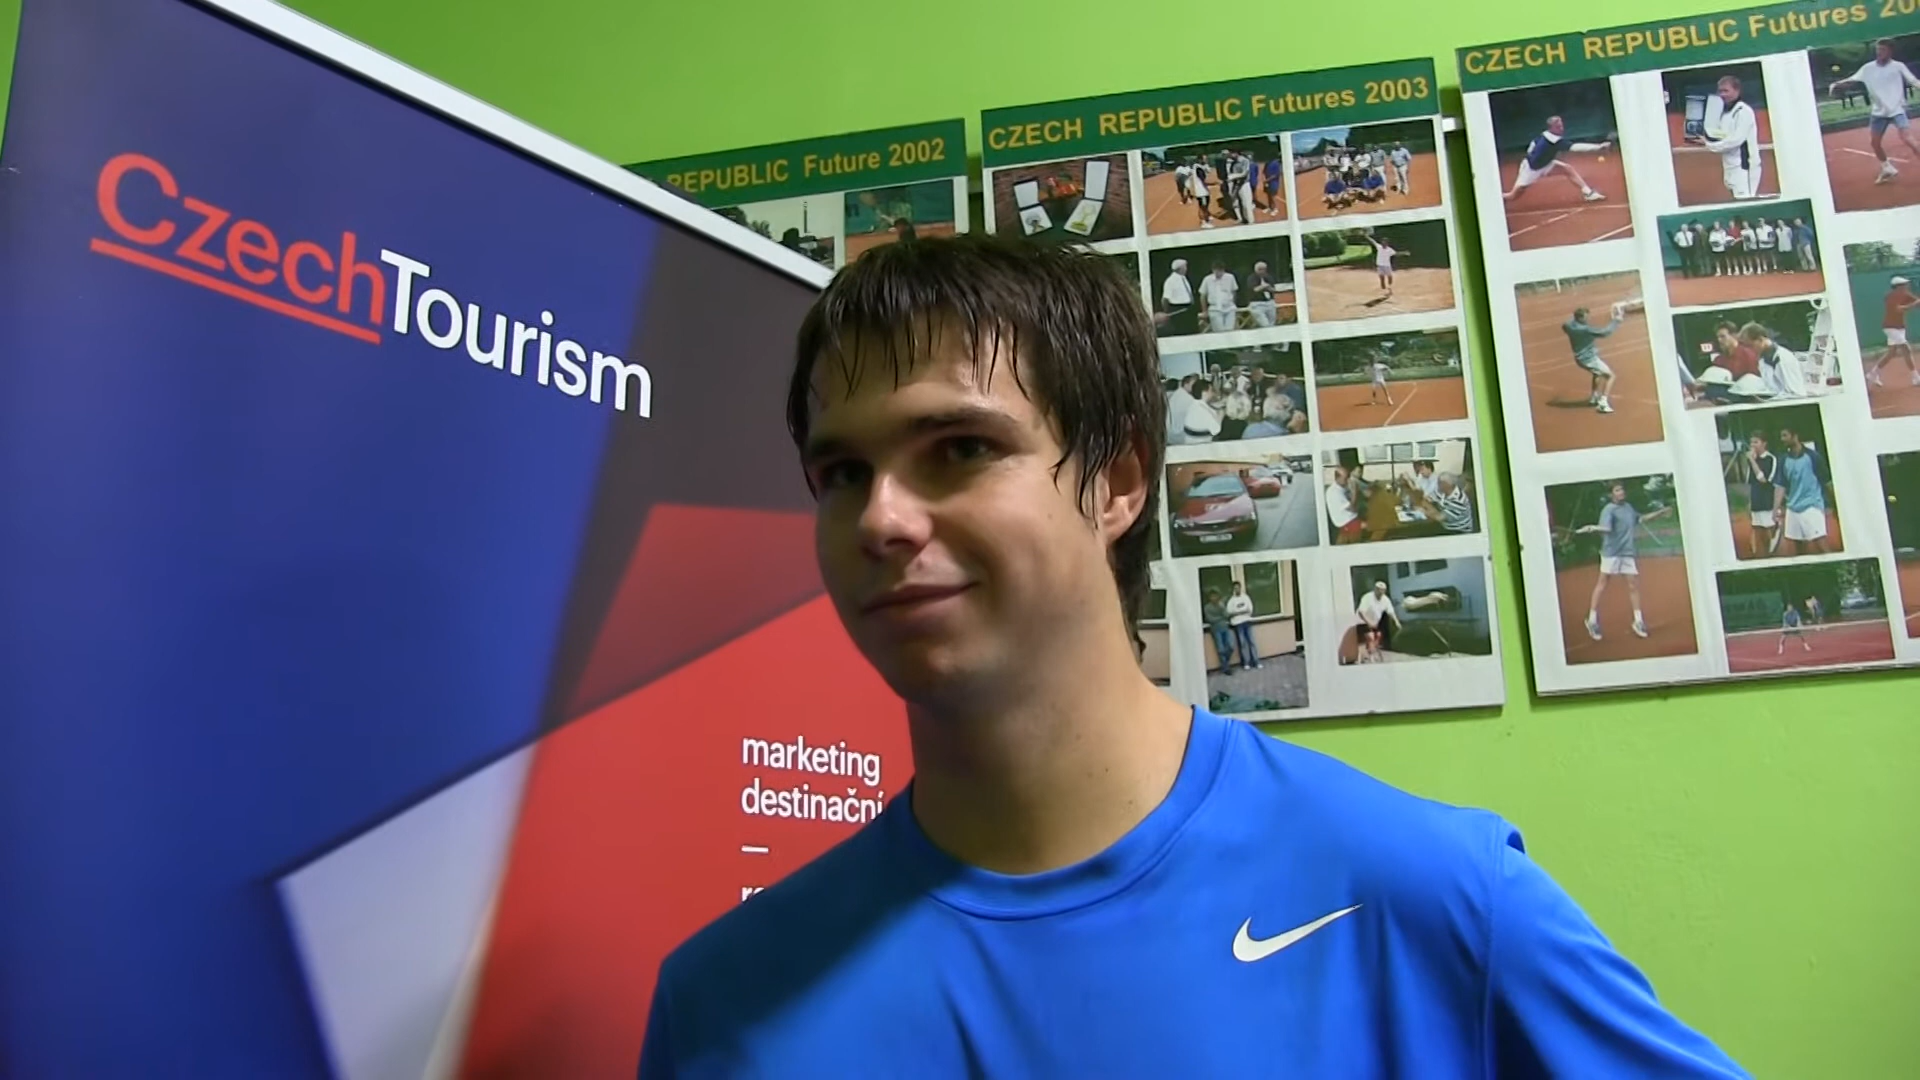 CzechTourism
marketing
destinační
—
REPUBLIC Future 2002
CZECH REPUBLIC Futures 2003
CZECH REPUBLIC Futures